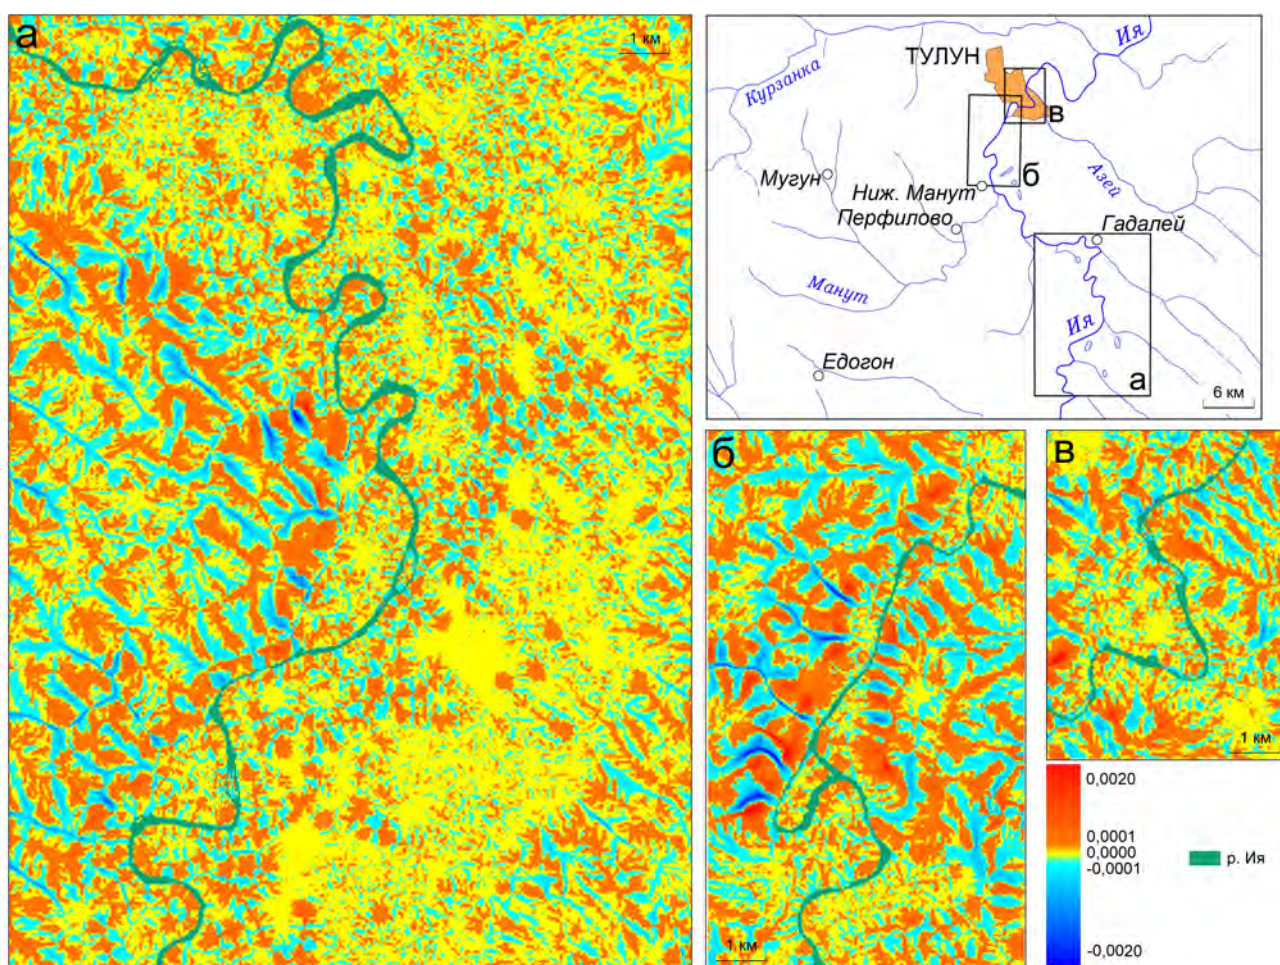 а
1 км
Ия
ТУЛУН
Курзанка
в
б
Мугун
Ниж. Манут
Азей
Перфилово
Гадалей
Манут
Ия
Едогон
а
6 км
б
1 км
в
1 км
0,0020
0,0001
0,0000
-0,0001
-0,0020
р. Ия